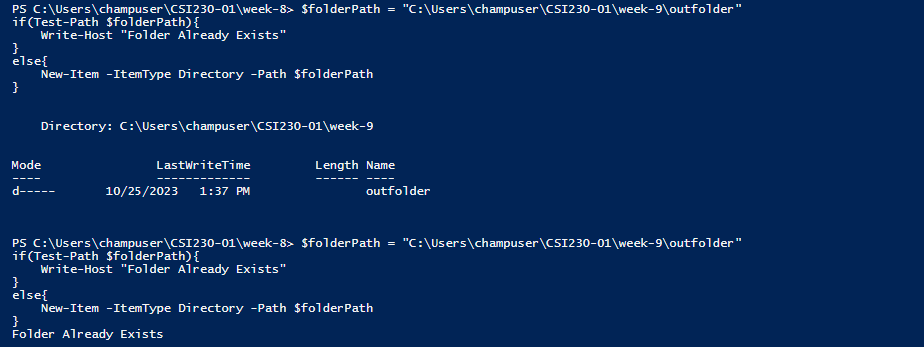 PS C:\Users\champuser\CSI230-01\week-8> $folderPath = "C:\Users\champuser\CSI230-01\week-9\outfolder"
if(Test-Path $folderPath){
    Write-Host "Folder Already Exists"
}
else{
    New-Item -ItemType Directory -Path $folderPath
}
    Directory: C:\Users\champuser\CSI230-01\week-9
Mode                LastWriteTime         Length Name
----                -------------         ------ ----
d-----       10/25/2023   1:37 PM                outfolder
PS C:\Users\champuser\CSI230-01\week-8> $folderPath = "C:\Users\champuser\CSI230-01\week-9\outfolder"
if(Test-Path $folderPath){
    Write-Host "Folder Already Exists"
}
else{
    New-Item -ItemType Directory -Path $folderPath
}
Folder Already Exists